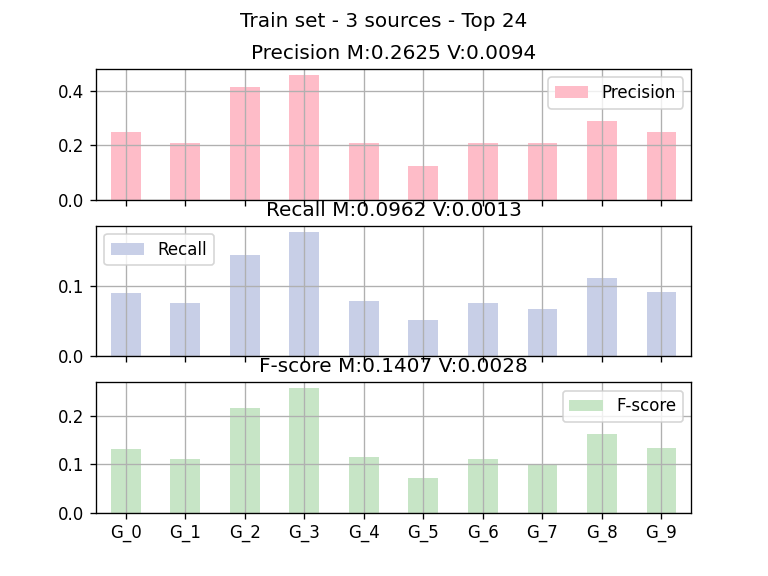 Train set - 3 sources - Top 24
Precision M:0.2625 V:0.0094
0.4
0.2
0.0
Precision
Recall M:0.0962 V:0.0013
0.1
0.0
Recall
F-score M:0.1407 V:0.0028
0.2
0.1
0.0
F-score
G_0 G_1 G_2 G_3 G_4 G_5 G_6 G_7 G_8 G_9